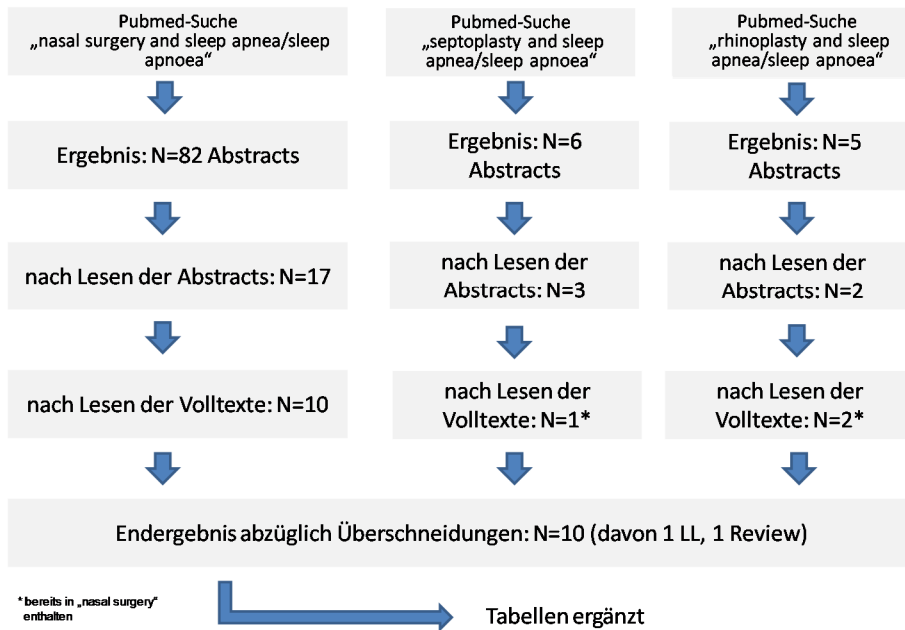 Pubmed-Suche
„nasal surgery and sleep apnea/sleep
apnoea“
Pubmed-Suche
„septoplasty and sleep
apnea/sleep apnoea“
Pubmed-Suche
„rhinoplasty and sleep
apnea/sleep apnoea“
Ergebnis: N=82 Abstracts
Ergebnis: N=6
Abstracts
Ergebnis: N=5
Abstracts
nach Lesen der Abstracts: N=17
nach Lesen der
Abstracts: N=3
nach Lesen der
Abstracts: N=2
nach Lesen der Volltexte: N=10
nach Lesen der
Volltexte: N=1*
nach Lesen der
Volltexte: N=2*
Endergebnis abzüglich Überschneidungen: N=10 (davon 1 LL, 1 Review)
* bereits in „nasal surgery“
enthalten
Tabellen ergänzt